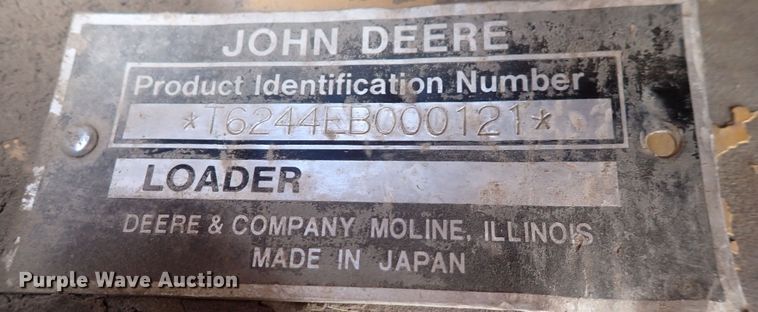 JOHN DEERE
Product Identification Number
*T6244EB000121*
LOADER
DEERE & COMPANY MOLINE, ILLINOIS
MADE IN JAPAN
Purple Wave Auction